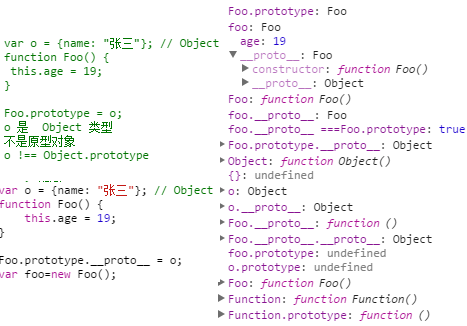 var o = {name: "张三"}; // Object
function Foo() {
this.age = 19;
}
Foo.prototype = o;
o 是 Object 类型
不是原型对象
o !== Object.prototype
var o = {name: "张三"}; // Object
function Foo() {
this.age = 19;
}
Foo.prototype.__proto__ = o;
var foo=new Foo();
Foo.prototype: Foo
foo: Foo
age: 19
__proto__: Foo
constructor: function Foo()
__proto__: Object
Foo: function Foo()
foo.__proto__: Foo
foo.__proto__ ===Foo.prototype: true
Foo.prototype.__proto__: Object
Object: function Object()
{}: undefined
o: Object
o.__proto__: Object
Foo.__proto__: function ()
Foo.__proto__.__proto__: Object
foo.prototype: undefined
o.prototype: undefined
Foo: function Foo()
Function: function Function()
Function.prototype: function ()